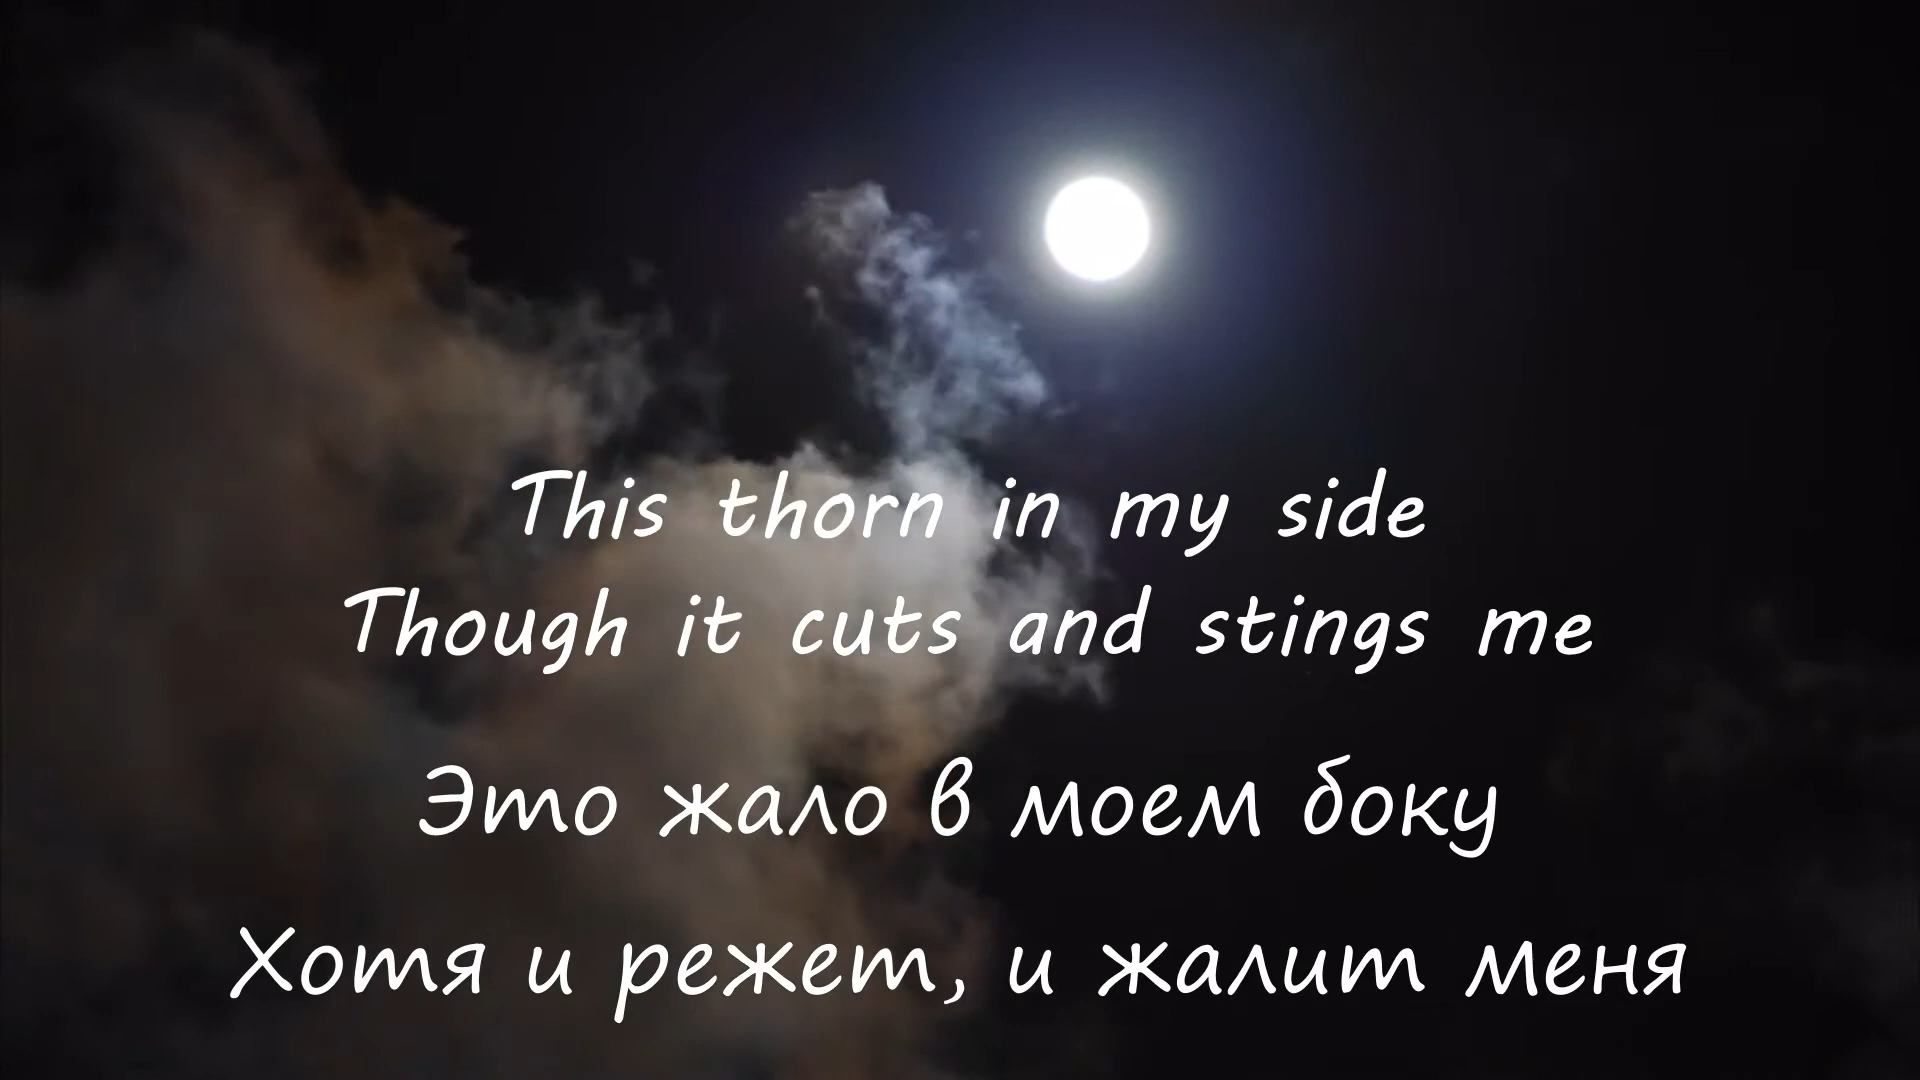 This thorn in my side
Though it cuts and stings me
Это жало в моем боку
Хотя и режет, и жалит меня